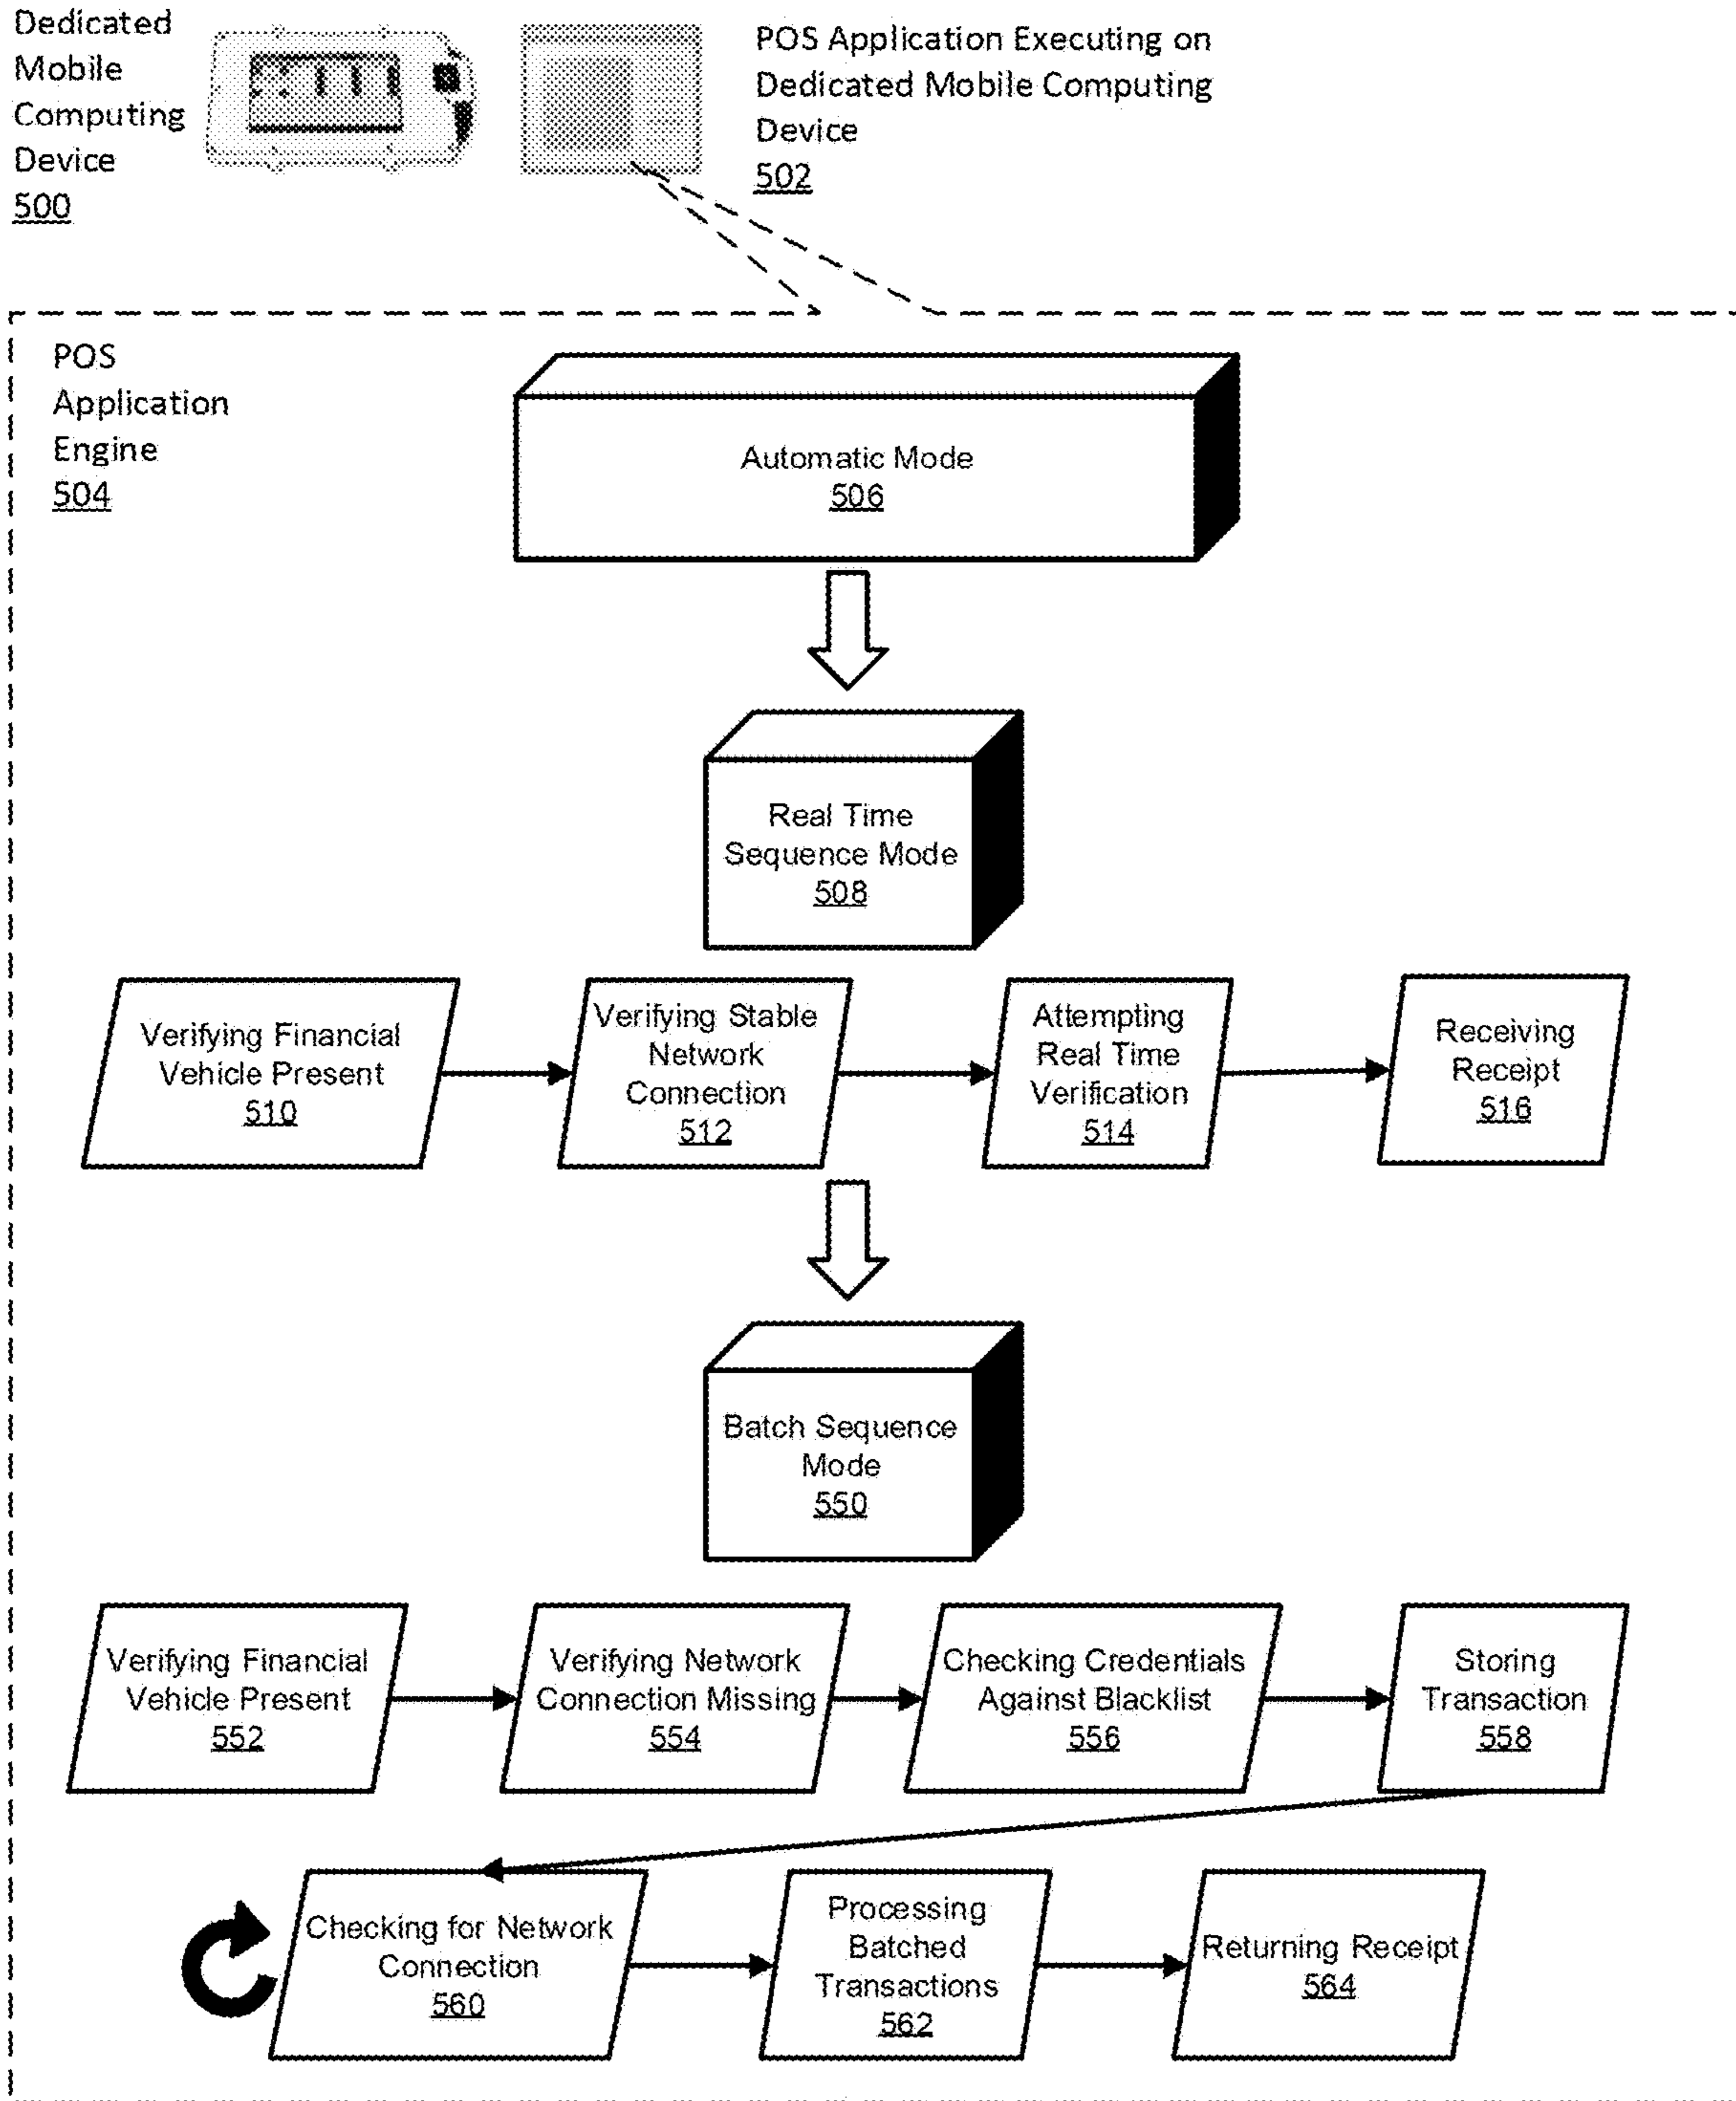 Dedicated
Mobile
Computing
Device
500
POS Application Executing on
Dedicated Mobile Computing
Device
502
POS
Application
Engine
504
Automatic Mode
506
Real Time
Sequence Mode
508
Verifying Financial
Vehicle Present
510
Verifying Stable
Network
Connection
512
Attempting
Real Time
Verification
514
Receiving
Receipt
516
Batch Sequence
Mode
550
Verifying Financial
Vehicle Present
552
Verifying Network
Connection Missing
554
Checking Credentials
Against Blacklist
556
Storing
Transaction
558
Checking for Network
Connection
560
Processing
Batched
Transactions
562
Returning Receipt
564